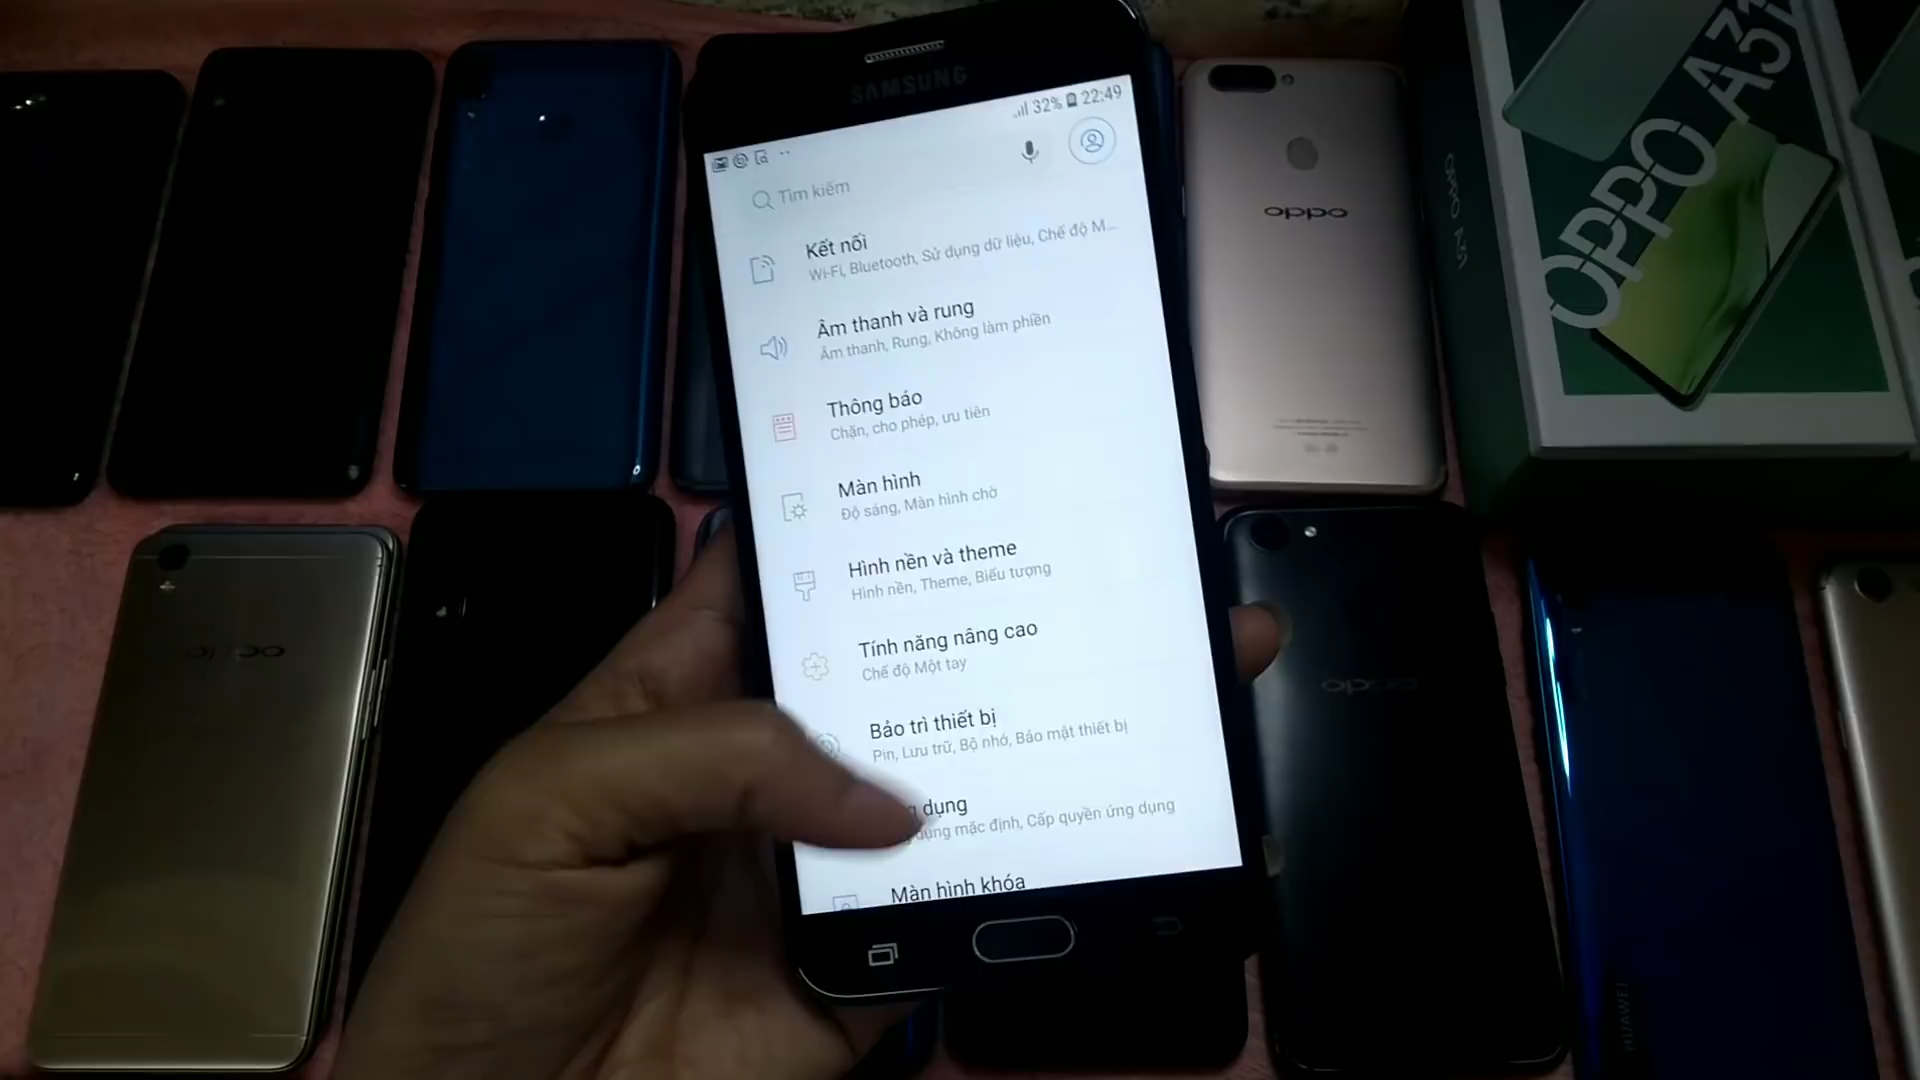 SAMSUNG
32% 22:49
Tìm kiếm
Kết nối
Wi-Fi, Bluetooth, Sử dụng dữ liệu, Chế độ M...
Âm thanh và rung
Âm thanh, Rung, Không làm phiền
Thông báo
Chặn, cho phép, ưu tiên
Màn hình
Độ sáng, Màn hình chờ
Hình nền và theme
Hình nền, Theme, Biểu tượng
Tính năng nâng cao
Chế độ Một tay
Bảo trì thiết bị
Pin, Lưu trữ, Bộ nhớ, Bảo mật thiết bị
dụng
mặc định, Cấp quyền ứng dụng
Màn hình khóa
oppo
OPPO A31
oppo
oppo
HUAWEI